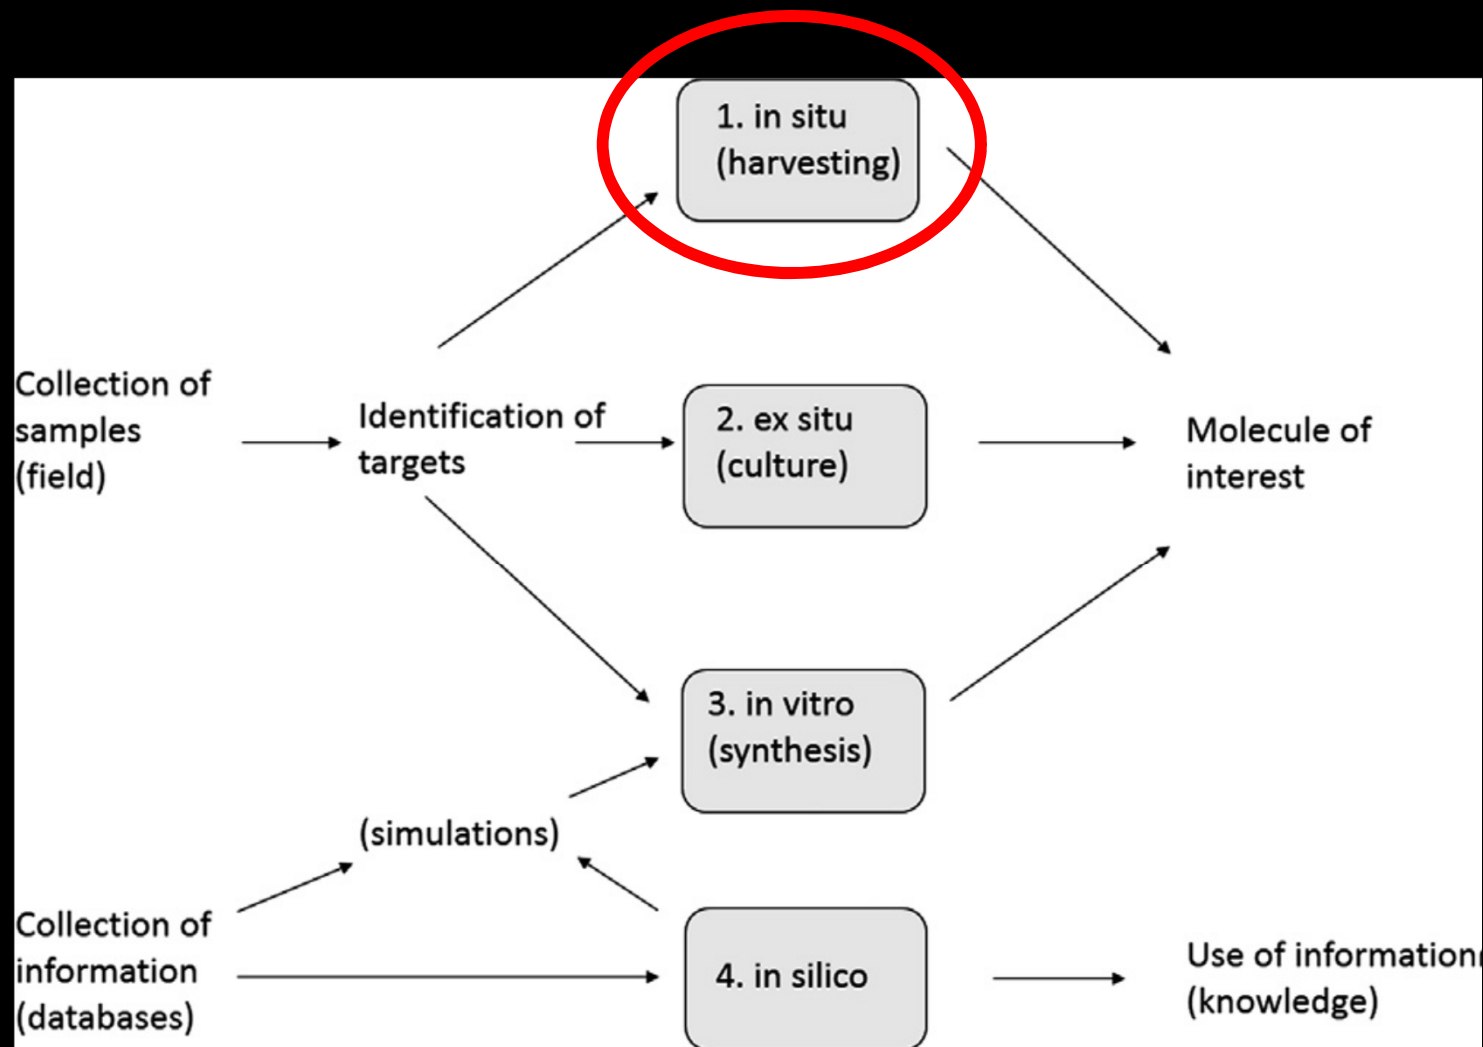 1. in situ
(harvesting)
Collection of
samples
(field)
Identification of
targets
2. ex situ
(culture)
Molecule of
interest
3. in vitro
(synthesis)
(simulations)
Collection of
information
(databases)
4. in silico
Use of information
(knowledge)